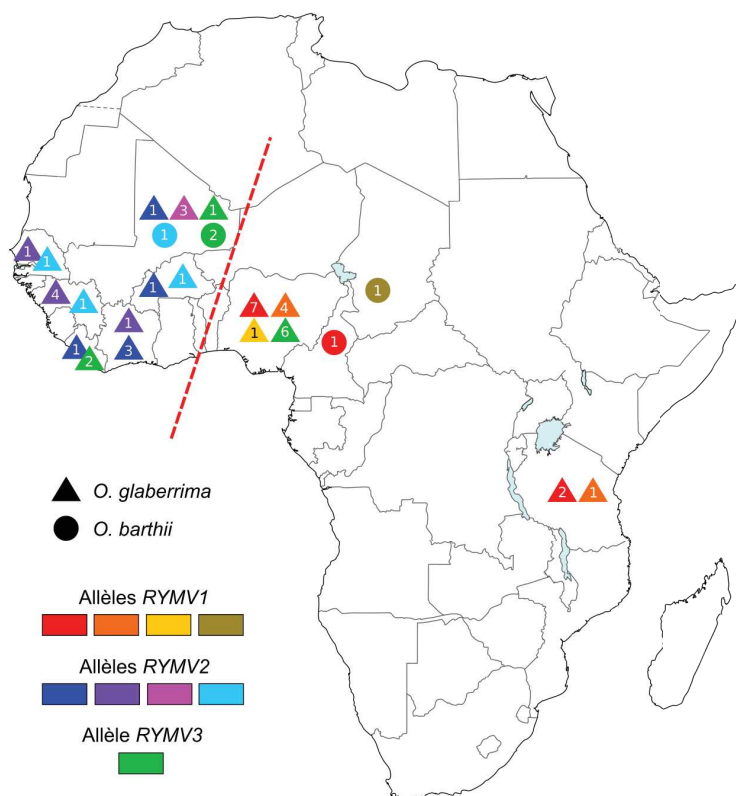 1 3 1
1 2
1 1
1 1
4 1
1
1 3
1 2
7 4
1 6
1
1
2 1
O. glaberrima
O. barthii
Allèles RYMV1
Allèles RYMV2
Allèle RYMV3